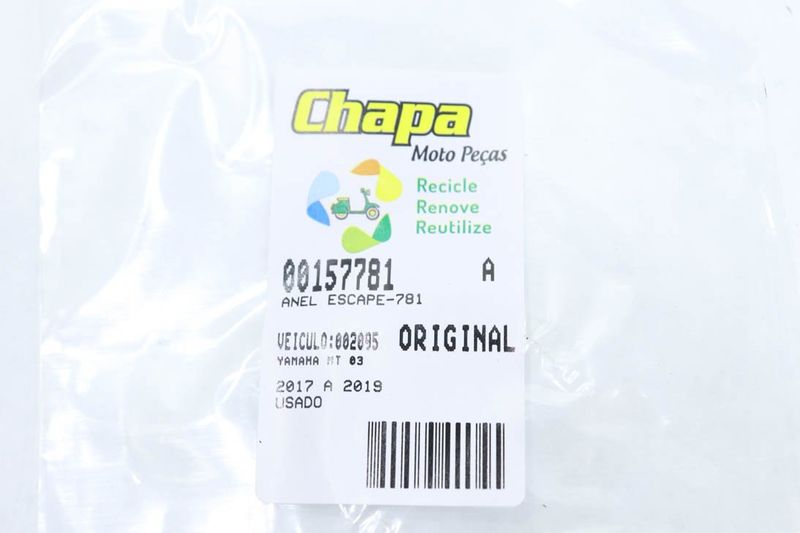 Chapa
Moto Peças
Recicle
Renove
Reutilize
00157781 A
ANEL ESCAPE-781
VEICULO:002095 ORIGINAL
YAMAHA MT 03
2017 A 2019
USADO